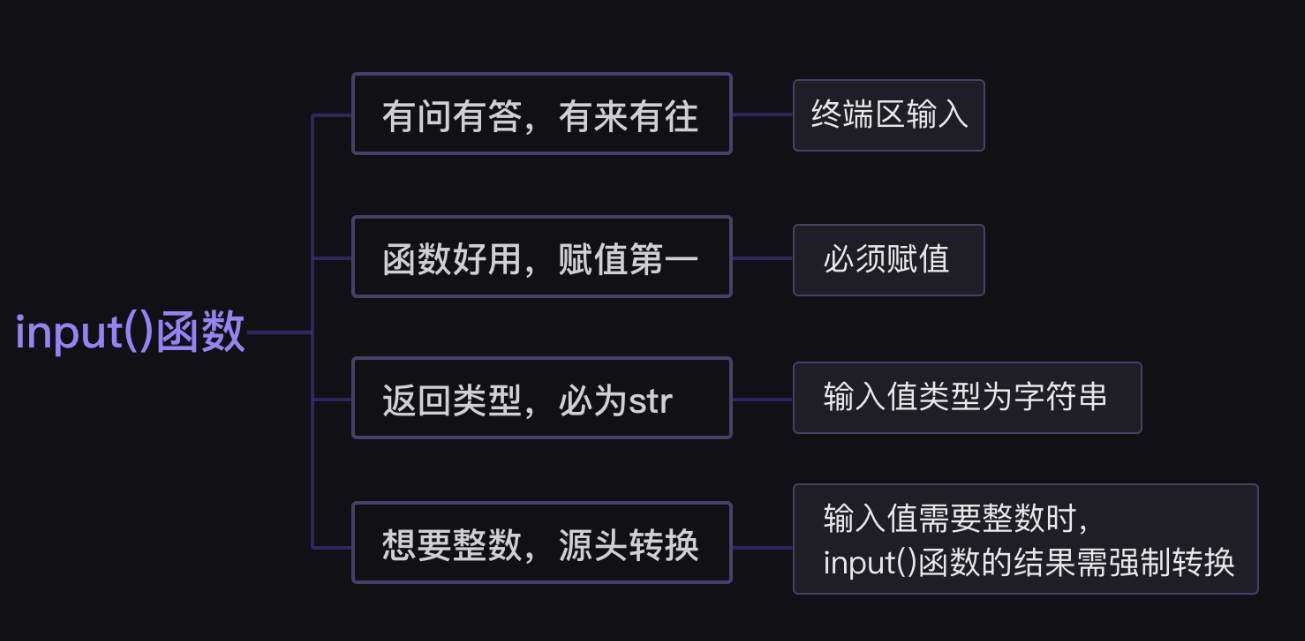 有问有答，有来有往
终端区输入
函数好用，赋值第一
必须赋值
input()函数
返回类型，必为str
输入值类型为字符串
想要整数，源头转换
输入值需要整数时，
input()函数的结果需强制转换